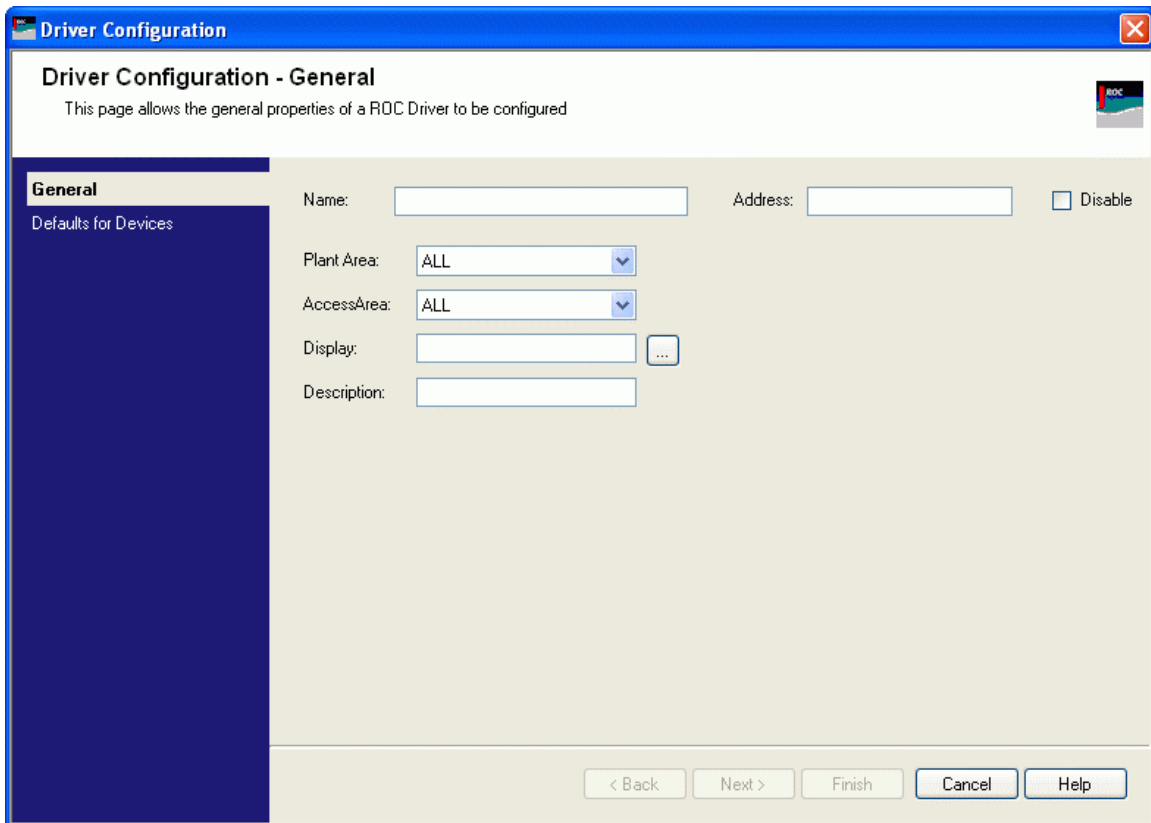 Driver Configuration
Driver Configuration - General
This page allows the general properties of a ROC Driver to be configured
ROC
General
Defaults for Devices
Name:
Address:
Disable
Plant Area:
ALL
AccessArea:
ALL
Display:
...
Description:
< Back
Next >
Finish
Cancel
Help